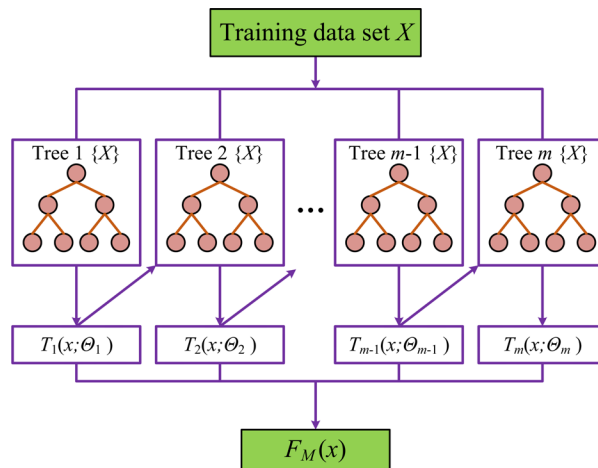 Training data set X
Tree 1 {X}
Tree 2 {X}
Tree m-1 {X}
Tree m {X}
...
T₁(x;Θ₁ )
T₂(x;Θ₂ )
Tₘ₋₁(x;Θₘ₋₁ )
Tₘ(x;Θₘ )
F_M(x)